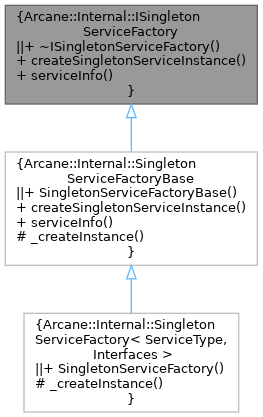 {Arcane::Internal::ISingleton
ServiceFactory
||+ ~ISingletonServiceFactory()
+ createSingletonServiceInstance()
+ serviceInfo()
}
{Arcane::Internal::Singleton
ServiceFactoryBase
||+ SingletonServiceFactoryBase()
+ createSingletonServiceInstance()
+ serviceInfo()
# _createInstance()
}
{Arcane::Internal::Singleton
ServiceFactory< ServiceType,
Interfaces >
||+ SingletonServiceFactory()
# _createInstance()
}